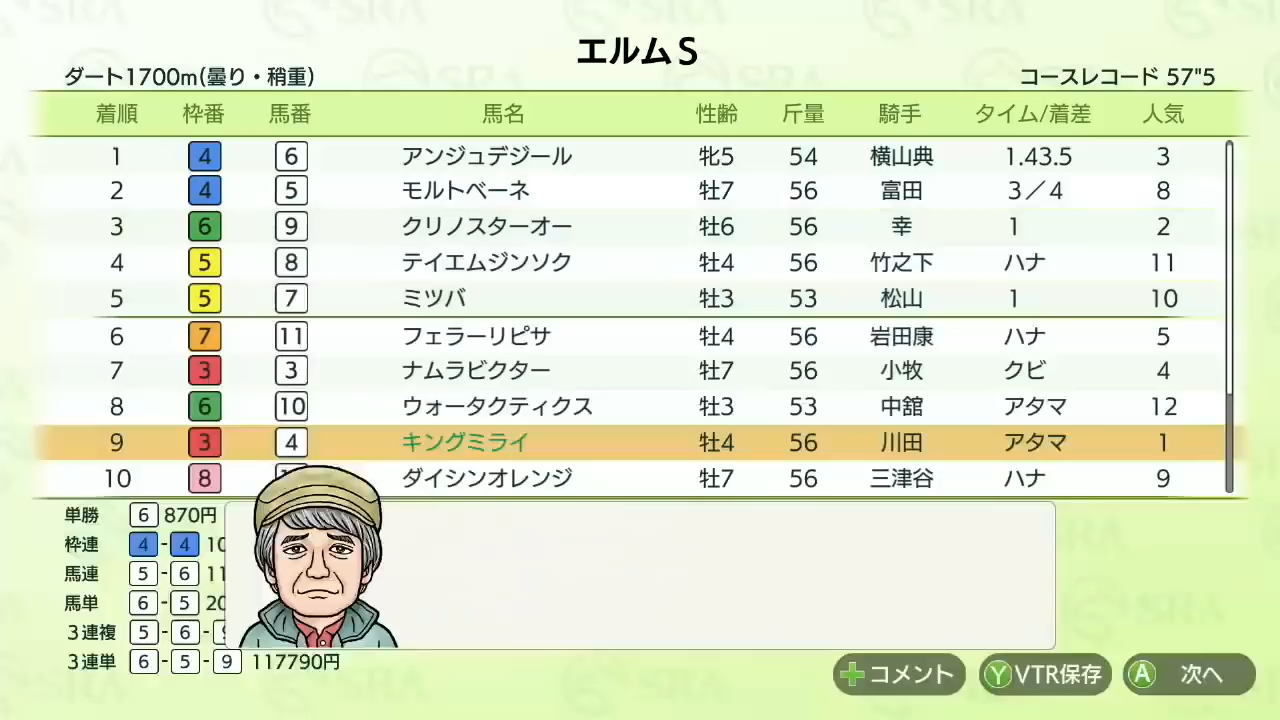 エルムS
ダート1700m(曇り・稍重)
コースレコード 57"5
着順 枠番 馬番 馬名 性齢 斤量 騎手 タイム/着差 人気
1 4 6 アンジュデジール 牝5 54 横山典 1.43.5 3
2 4 5 モルトベーネ 牡7 56 富田 3／4 8
3 6 9 クリノスターオー 牡6 56 幸 1 2
4 5 8 テイエムジンソク 牡4 56 竹之下 ハナ 11
5 5 7 ミツバ 牡3 53 松山 1 10
6 7 11 フェラーリピサ 牡4 56 岩田康 ハナ 5
7 3 3 ナムラビクター 牡7 56 小牧 クビ 4
8 6 10 ウォータクティクス 牡3 53 中舘 アタマ 12
9 3 4 キングミライ 牡4 56 川田 アタマ 1
10 8 ダイシンオレンジ 牡7 56 三津谷 ハナ 9
単勝 6 870円
枠連 4-4 10
馬連 5-6 11
馬単 6-5 20
3連複 5-6-
3連単 6-5-9 117790円
コメント Y VTR保存 A 次へ